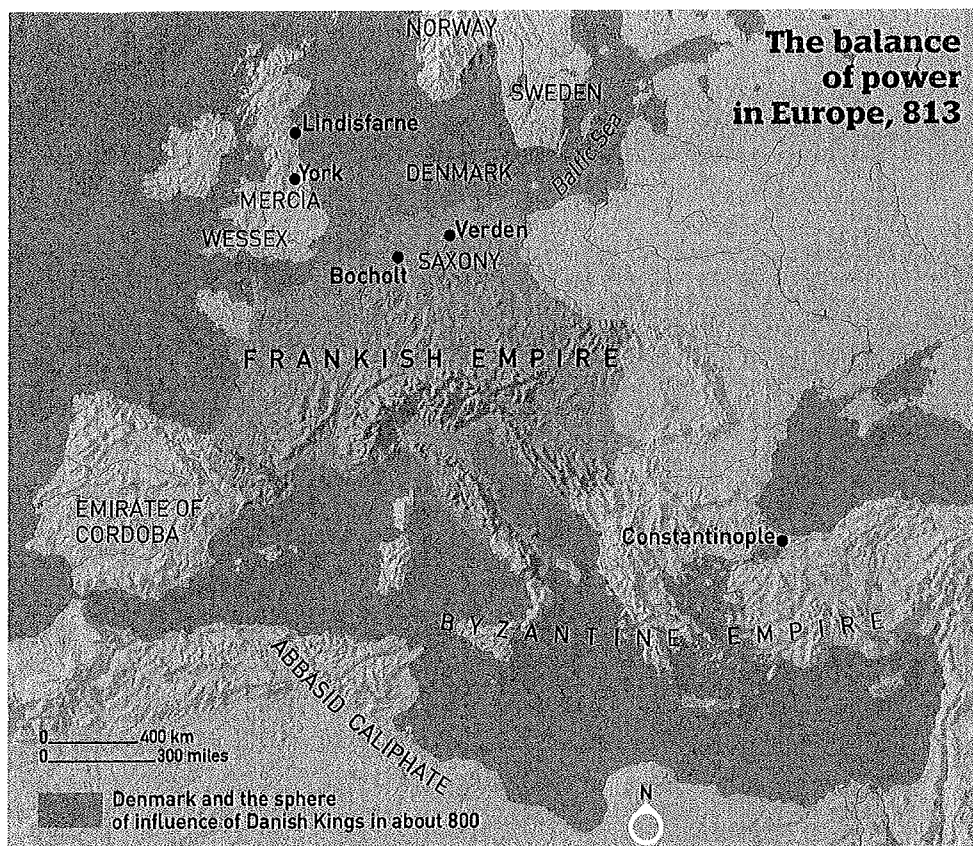 The balance
of power
in Europe, 813
NORWAY
SWEDEN
Lindisfarne
Baltic Sea
York
DENMARK
MERCIA
WESSEX
Verden
SAXONY
Bocholt
FRANKISH EMPIRE
EMIRATE OF
CORDOBA
Constantinople
BYZANTINE EMPIRE
ABBASID CALIPHATE
0 400 km
0 300 miles
N
Denmark and the sphere
of influence of Danish Kings in about 800